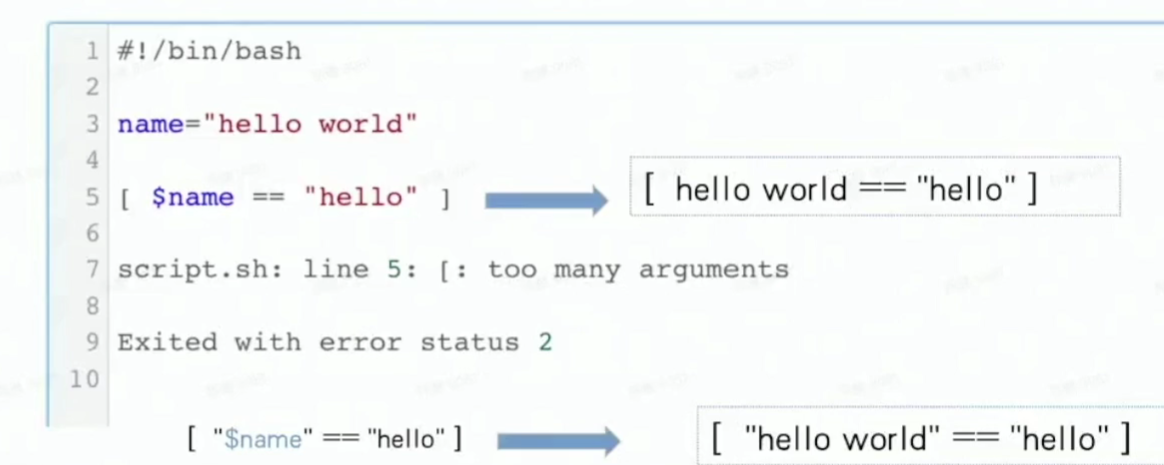 1 #!/bin/bash
2
3 name="hello world"
4
5 [ $name == "hello" ] [ hello world == "hello" ]
6
7 script.sh: line 5: [: too many arguments
8
9 Exited with error status 2
10
[ "$name" == "hello" ] [ "hello world" == "hello" ]